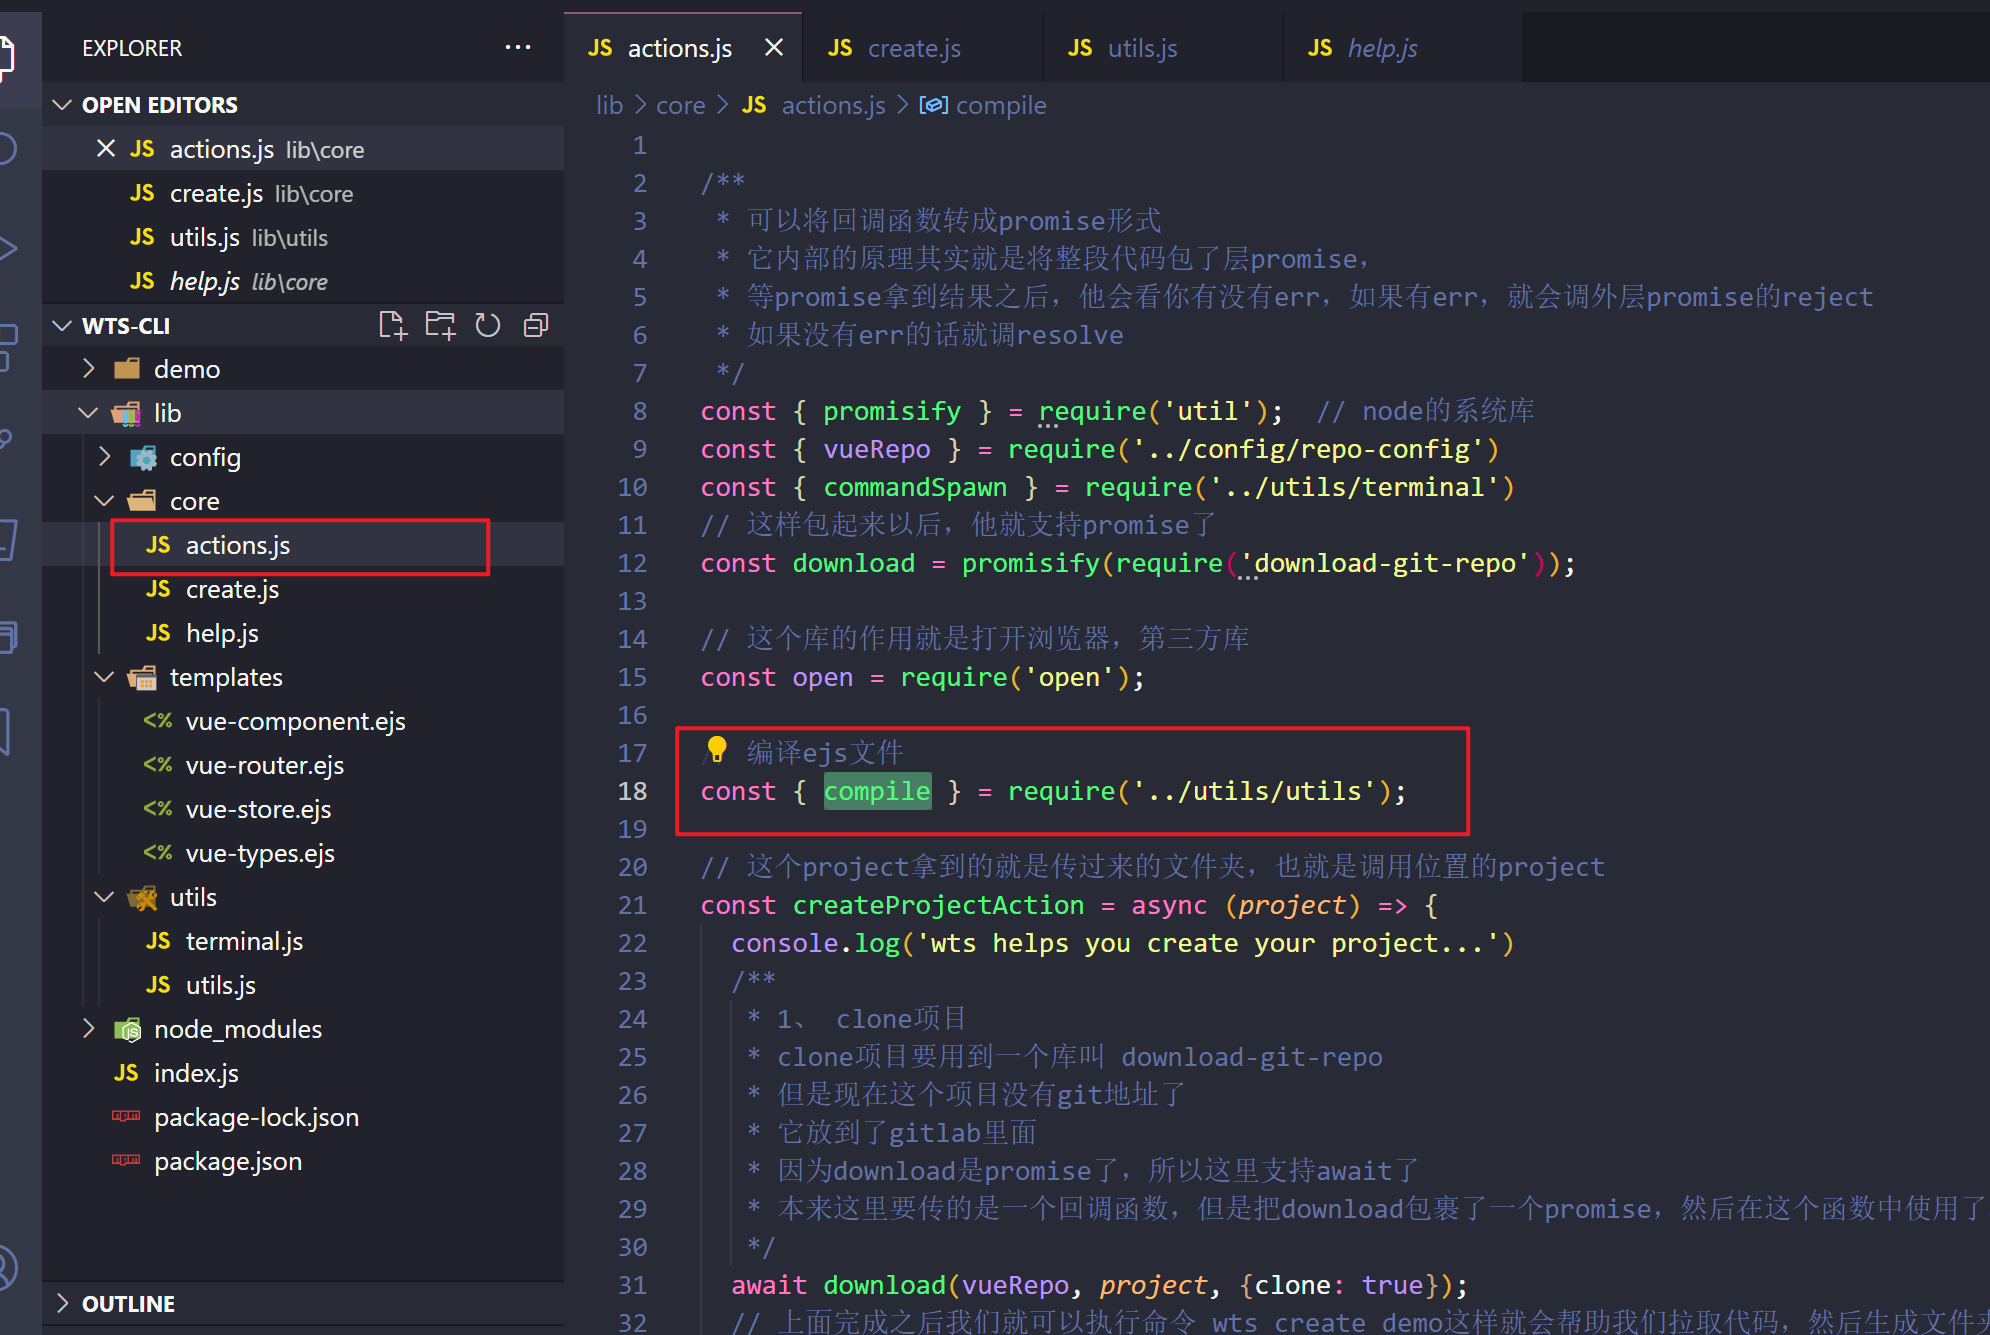 EXPLORER
OPEN EDITORS
actions.js lib\core
create.js lib\core
utils.js lib\utils
help.js lib\core
WTS-CLI
demo
lib
config
core
JS actions.js
JS create.js
JS help.js
templates
<% vue-component.ejs
<% vue-router.ejs
<% vue-store.ejs
<% vue-types.ejs
utils
JS terminal.js
JS utils.js
node_modules
JS index.js
package-lock.json
package.json
OUTLINE
JS actions.js JS create.js JS utils.js JS help.js
lib > core > JS actions.js > compile
1
2 /**
3 * 可以将回调函数转成promise形式
4 * 它内部的原理其实就是将整段代码包了层promise，
5 * 等promise拿到结果之后，他会看你有没有err，如果有err，就会调外层promise的reject
6 * 如果没有err的话就调resolve
7 */
8 const { promisify } = require('util'); // node的系统库
9 const { vueRepo } = require('../config/repo-config')
10 const { commandSpawn } = require('../utils/terminal')
11 // 这样包起来以后，他就支持promise了
12 const download = promisify(require('download-git-repo'));
13
14 // 这个库的作用就是打开浏览器，第三方库
15 const open = require('open');
16
17 编译ejs文件
18 const { compile } = require('../utils/utils');
19
20 // 这个project拿到的就是传过来的文件夹，也就是调用位置的project
21 const createProjectAction = async (project) => {
22 console.log('wts helps you create your project...')
23 /**
24 * 1、 clone项目
25 * clone项目要用到一个库叫 download-git-repo
26 * 但是现在这个项目没有git地址了
27 * 它放到了gitlab里面
28 * 因为download是promise了，所以这里支持await了
29 * 本来这里要传的是一个回调函数，但是把download包裹了一个promise，然后在这个函数中使用了
30 */
31 await download(vueRepo, project, {clone: true});
32 // 上面完成之后我们就可以执行命令 wts create demo这样就会帮助我们拉取代码，然后生成文件夹